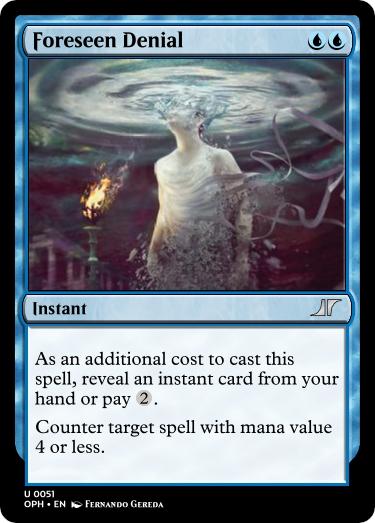 Foreseen Denial
Instant
As an additional cost to cast this
spell, reveal an instant card from your
hand or pay 2.
Counter target spell with mana value
4 or less.
U 0051
OPH • EN Fernando Gereda